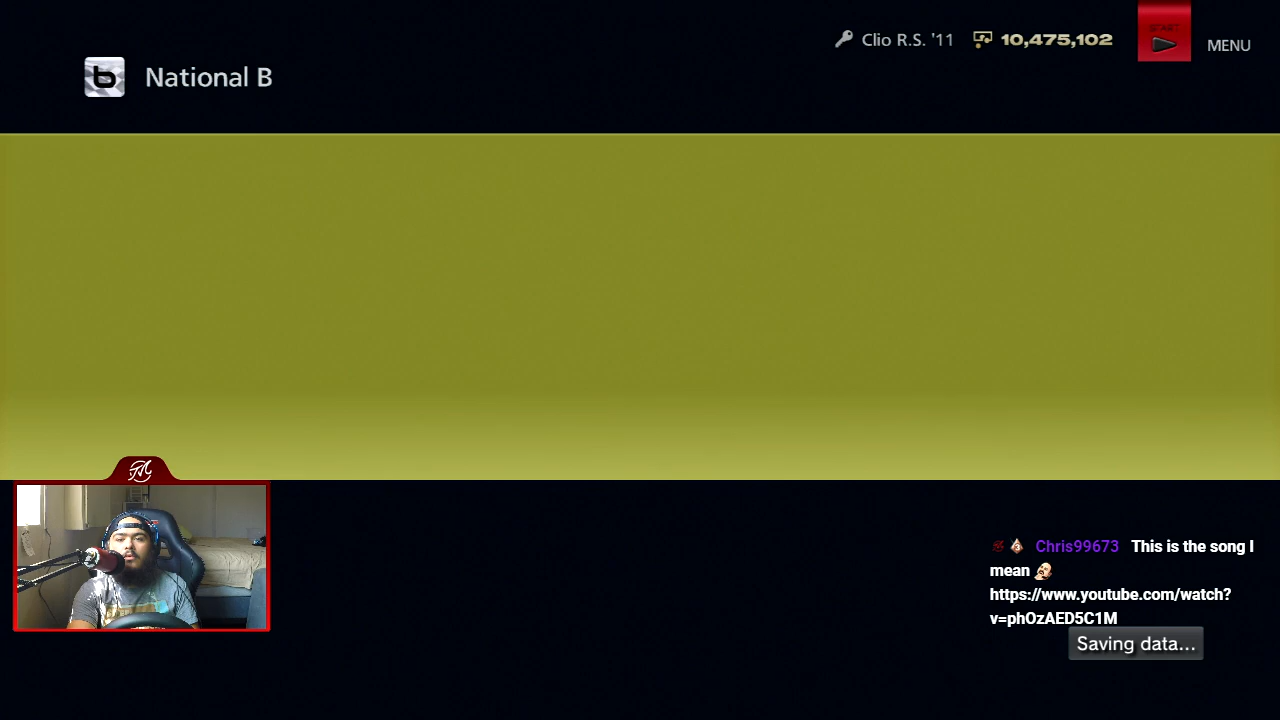 Clio R.S. '11
10,475,102
START
MENU
b
National B
Chris99673 This is the song I
mean
https://www.youtube.com/watch?
v=phOzAED5C1M
Saving data...